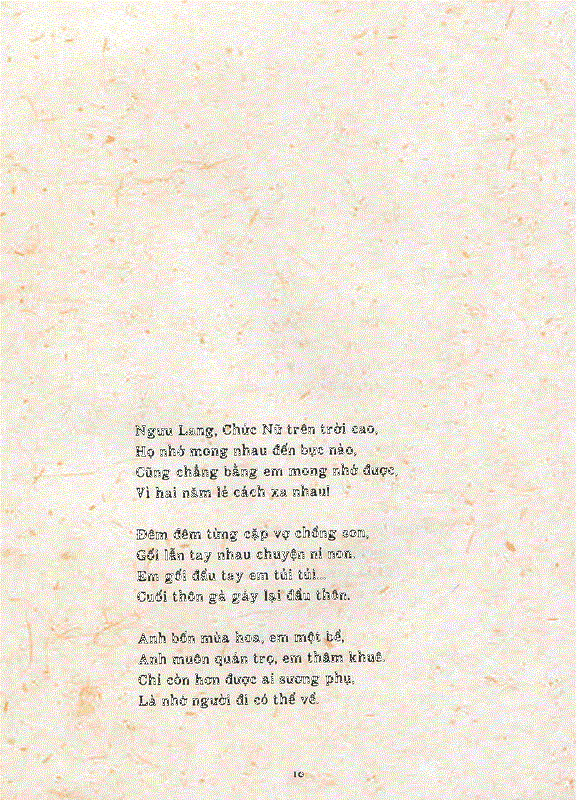 Ngưu Lang, Chức Nữ trên trời cao,
Họ nhớ mong nhau đến bực nào,
Cũng chẳng bằng em mong nhớ được,
Vì hai năm lẻ cách xa nhau!
Đêm đêm từng cặp vợ chồng son,
Gối lẫn tay nhau chuyện nỉ non.
Em gối đầu tay em tủi tủi...
Cuối thôn gà gáy lại đầu thôn.
Anh bốn mùa hoa, em một bề,
Anh muôn quán trọ, em thâm khuê.
Chỉ còn hơn được ai sương phụ,
Là nhớ người đi có thể về.
10